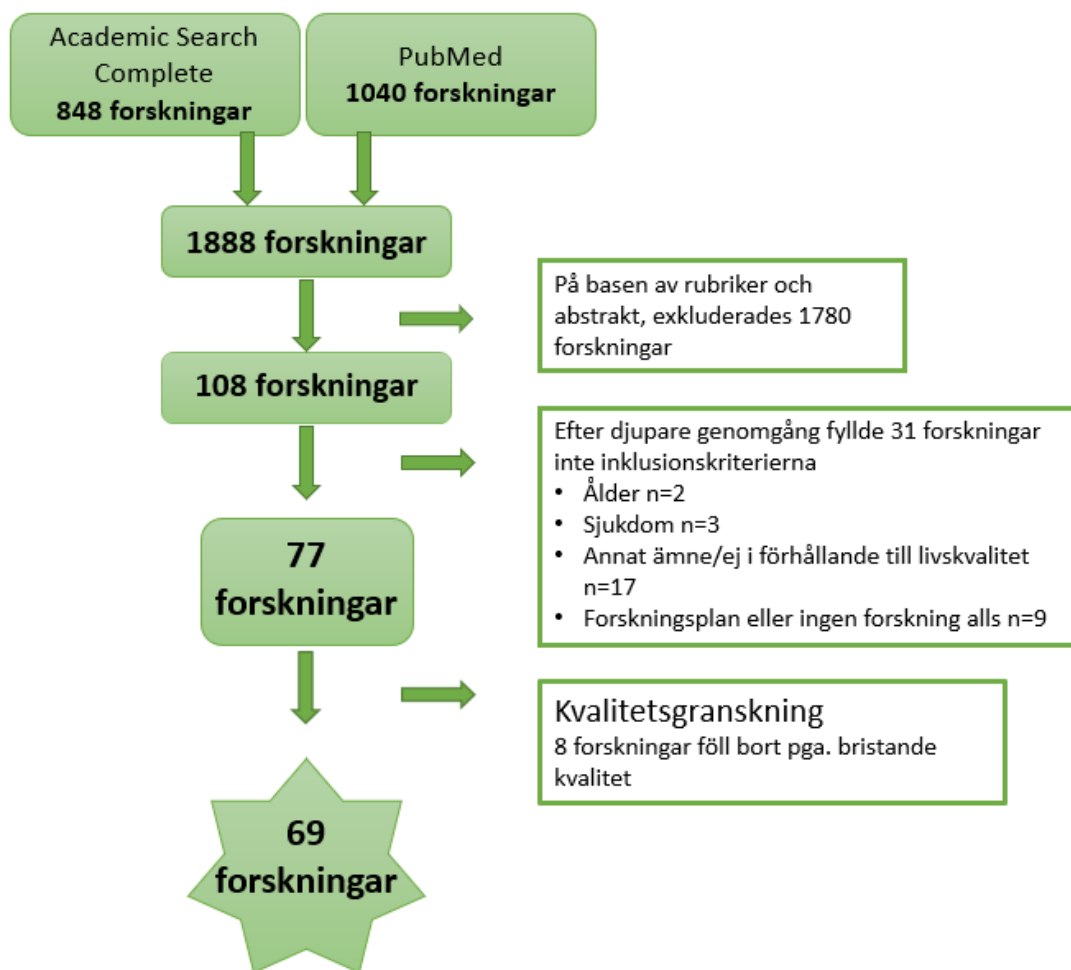 Academic Search
Complete
848 forskningar
PubMed
1040 forskningar
1888 forskningar
På basen av rubriker och
abstrakt, exkluderades 1780
forskningar
108 forskningar
Efter djupare genomgång fyllde 31 forskningar
inte inklusionskriterierna
• Ålder n=2
• Sjukdom n=3
• Annat ämne/ej i förhållande till livskvalitet
n=17
• Forskningsplan eller ingen forskning alls n=9
77
forskningar
Kvalitetsgranskning
8 forskningar föll bort pga. bristande
kvalitet
69
forskningar